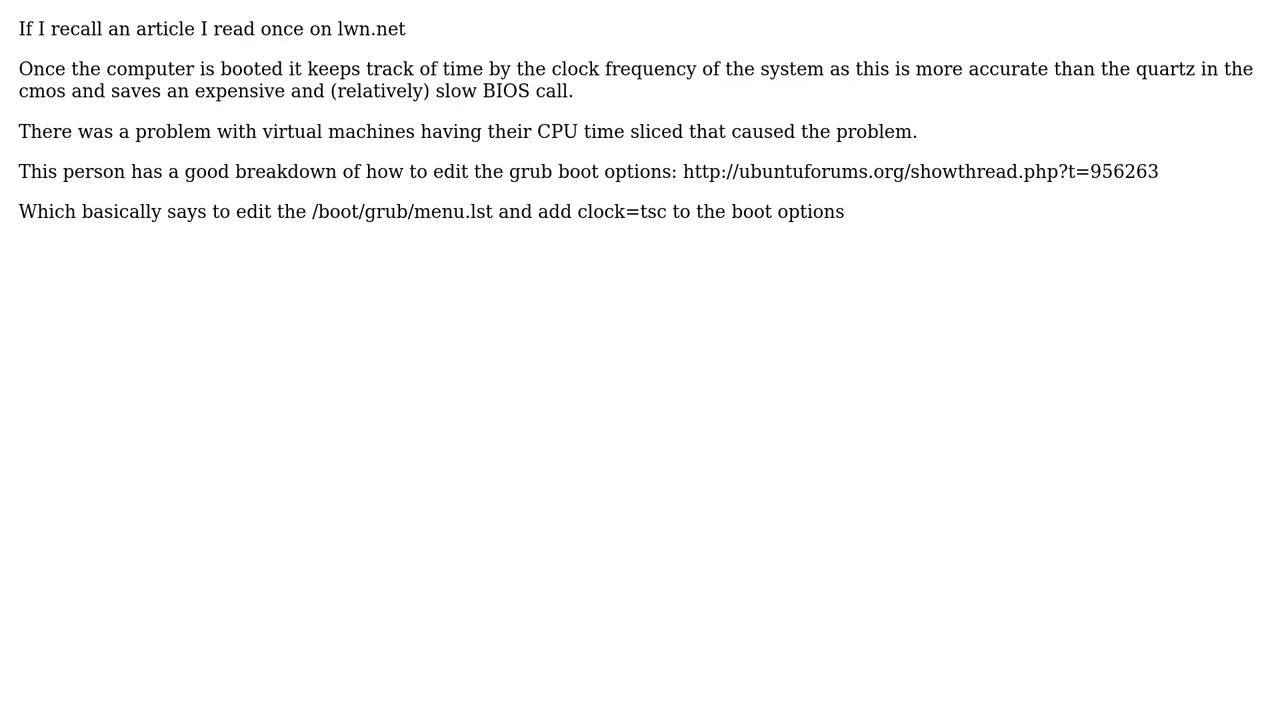 If I recall an article I read once on lwn.net
Once the computer is booted it keeps track of time by the clock frequency of the system as this is more accurate than the quartz in the
cmos and saves an expensive and (relatively) slow BIOS call.
There was a problem with virtual machines having their CPU time sliced that caused the problem.
This person has a good breakdown of how to edit the grub boot options: http://ubuntuforums.org/showthread.php?t=956263
Which basically says to edit the /boot/grub/menu.lst and add clock=tsc to the boot options